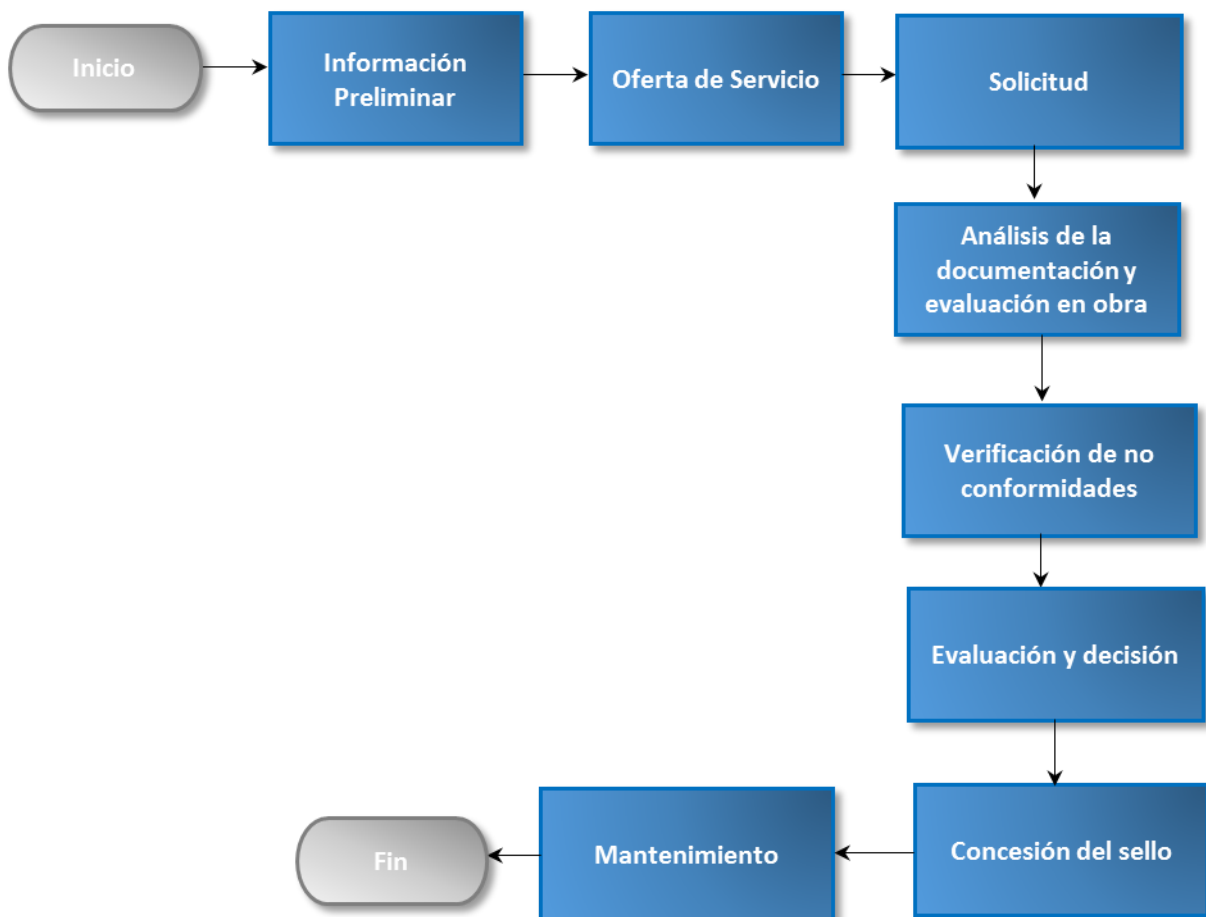 Inicio
Información
Preliminar
Oferta de Servicio
Solicitud
Análisis de la
documentación y
evaluación en obra
Verificación de no
conformidades
Evaluación y decisión
Concesión del sello
Mantenimiento
Fin